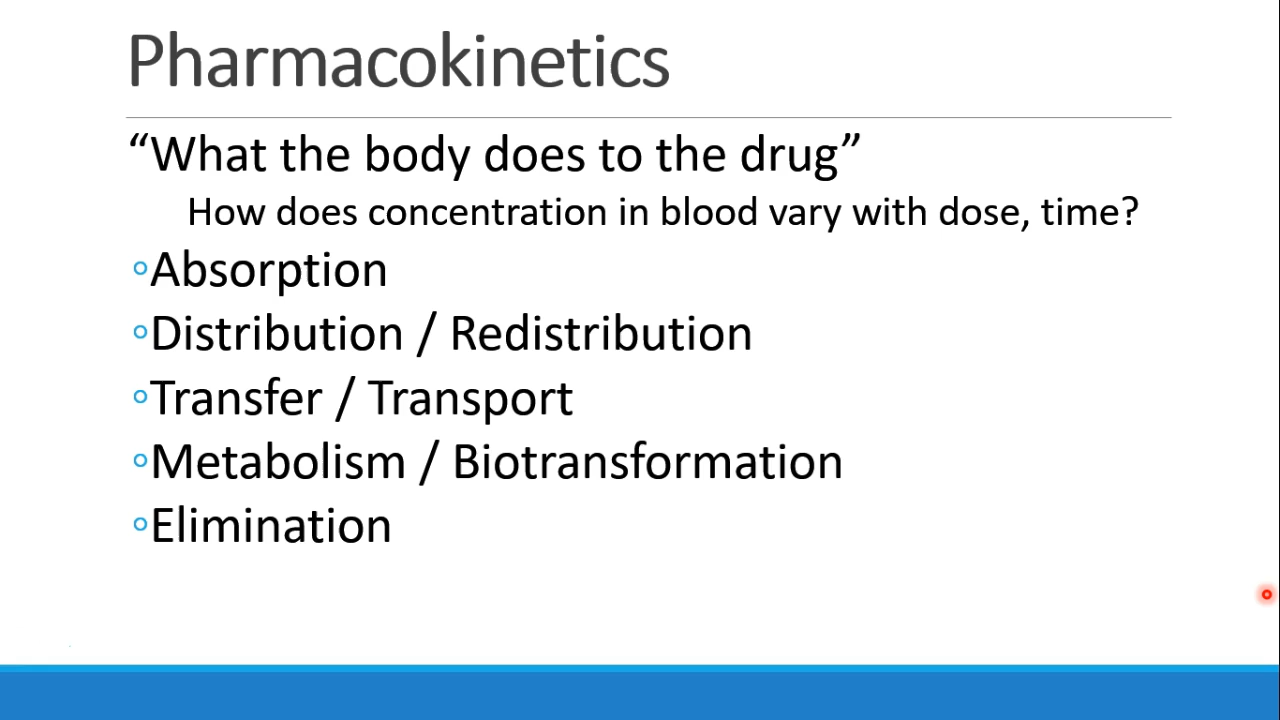 Pharmacokinetics
“What the body does to the drug”
How does concentration in blood vary with dose, time?
◦Absorption
◦Distribution / Redistribution
◦Transfer / Transport
◦Metabolism / Biotransformation
◦Elimination